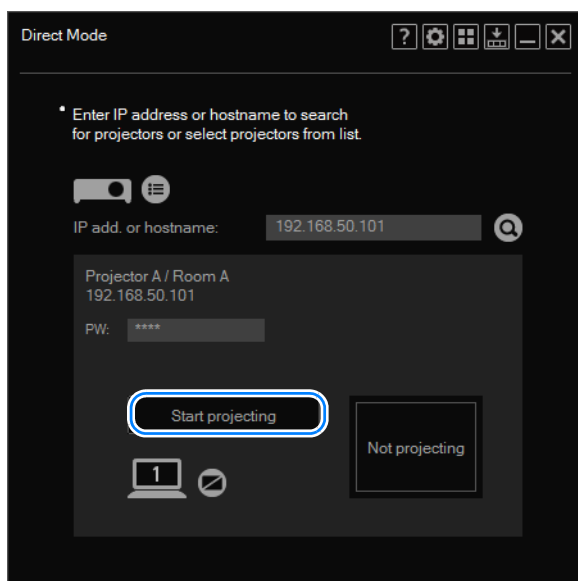 Direct Mode
?
Enter IP address or hostname to search
for projectors or select projectors from list.
IP add. or hostname: 192.168.50.101
Projector A / Room A
192.168.50.101
PW: ****
Start projecting
Not projecting
1